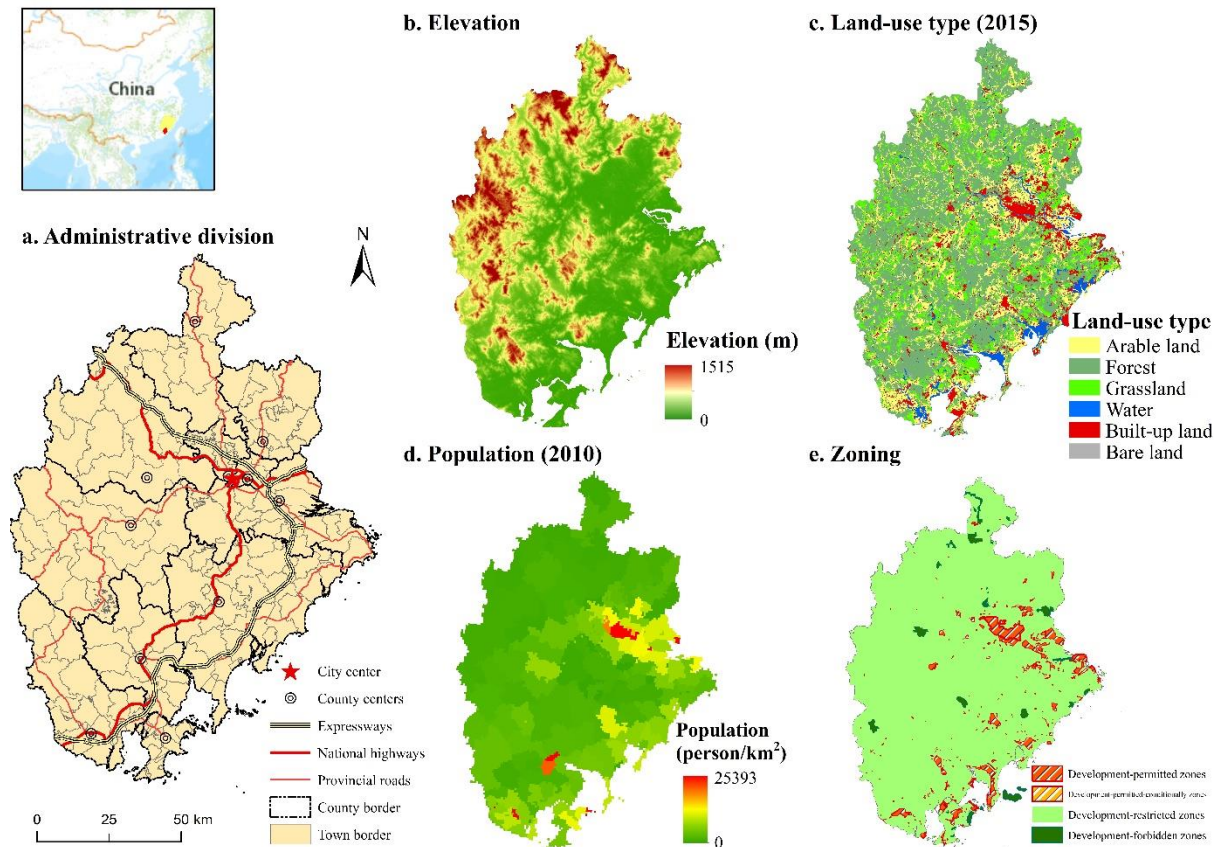 China
a. Administrative division
N
City center
County centers
Expressways
National highways
Provincial roads
County border
Town border
0 25 50 km
b. Elevation
Elevation (m)
1515
0
c. Land-use type (2015)
Land-use type
Arable land
Forest
Grassland
Water
Built-up land
Bare land
d. Population (2010)
Population
(person/km²)
25393
0
e. Zoning
Development-permitted zones
Development-permitted-conditionally zones
Development-restricted zones
Development-forbidden zones